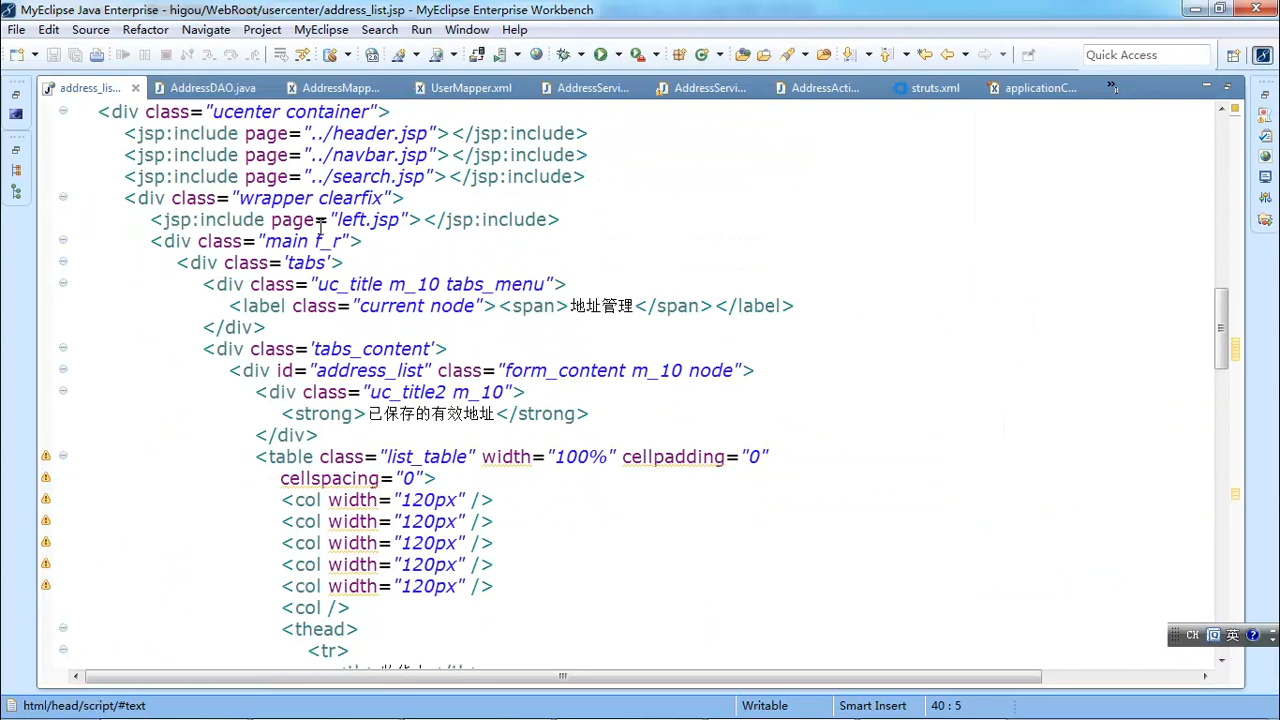 MyEclipse Java Enterprise - higou/WebRoot/usercenter/address_list.jsp - MyEclipse Enterprise Workbench
File Edit Source Refactor Navigate Project MyEclipse Search Run Window Help
Quick Access
address_lis... AddressDAO.java AddressMapp... UserMapper.xml AddressServi... AddressServi... AddressActi... struts.xml applicationC... »1
<div class="ucenter container">
<jsp:include page="../header.jsp"></jsp:include>
<jsp:include page="../navbar.jsp"></jsp:include>
<jsp:include page="../search.jsp"></jsp:include>
<div class="wrapper clearfix">
<jsp:include page="left.jsp"></jsp:include>
<div class="main f_r">
<div class='tabs'>
<div class="uc_title m_10 tabs_menu">
<label class="current node"><span>地址管理</span></label>
</div>
<div class='tabs_content'>
<div id="address_list" class="form_content m_10 node">
<div class="uc_title2 m_10">
<strong>已保存的有效地址</strong>
</div>
<table class="list_table" width="100%" cellpadding="0"
cellspacing="0">
<col width="120px" />
<col width="120px" />
<col width="120px" />
<col width="120px" />
<col width="120px" />
<col />
<thead>
<tr>
CH 英
html/head/script/#text Writable Smart Insert 40 : 5